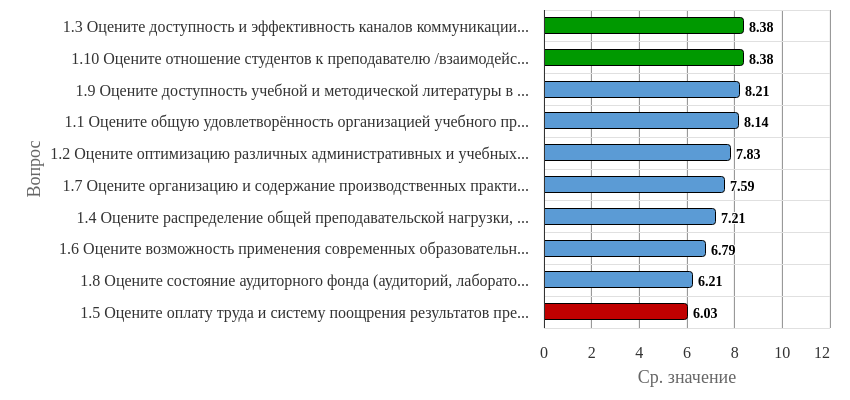 1.3 Оцените доступность и эффективность каналов коммуникации... 8.38
1.10 Оцените отношение студентов к преподавателю /взаимодейс... 8.38
1.9 Оцените доступность учебной и методической литературы в ... 8.21
1.1 Оцените общую удовлетворённость организацией учебного пр... 8.14
1.2 Оцените оптимизацию различных административных и учебных... 7.83
1.7 Оцените организацию и содержание производственных практи... 7.59
1.4 Оцените распределение общей преподавательской нагрузки, ... 7.21
1.6 Оцените возможность применения современных образовательн... 6.79
1.8 Оцените состояние аудиторного фонда (аудиторий, лаборато... 6.21
1.5 Оцените оплату труда и систему поощрения результатов пре... 6.03
Вопрос
0 2 4 6 8 10 12
Ср. значение